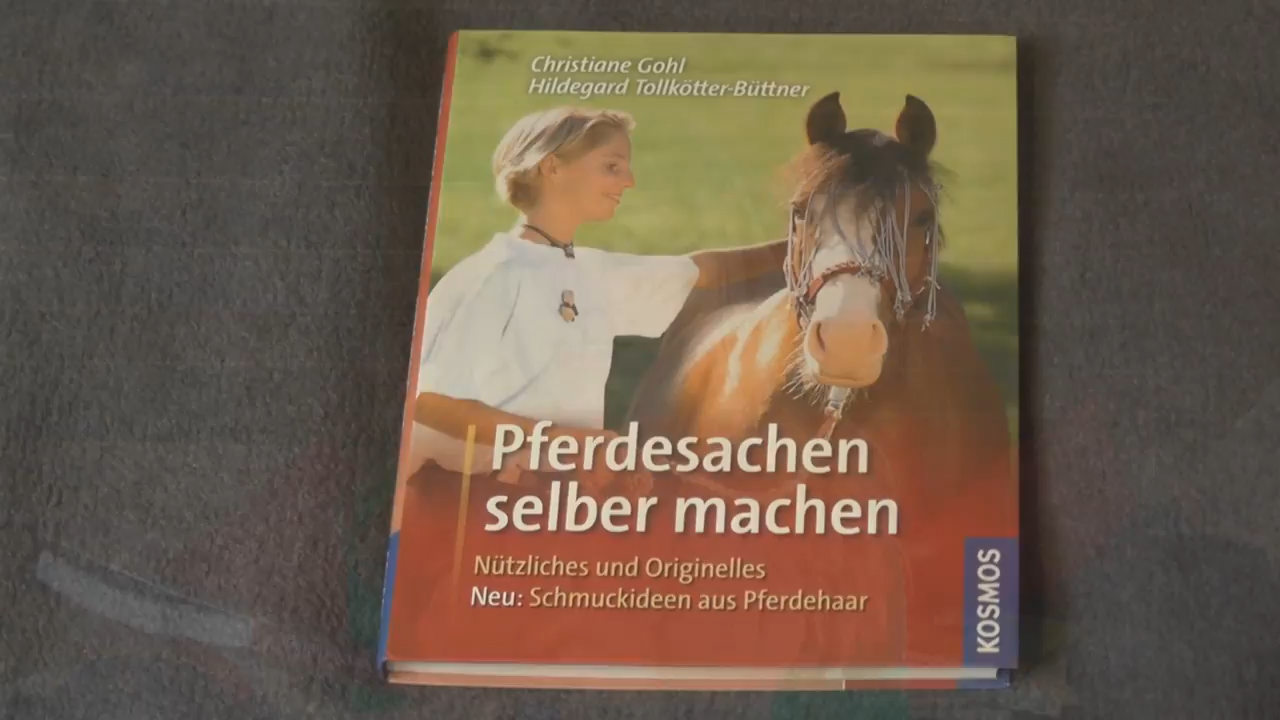 Christiane Gohl
Hildegard Tollkötter-Büttner
Pferdesachen
selber machen
Nützliches und Originelles
Neu: Schmuckideen aus Pferdehaar
KOSMOS